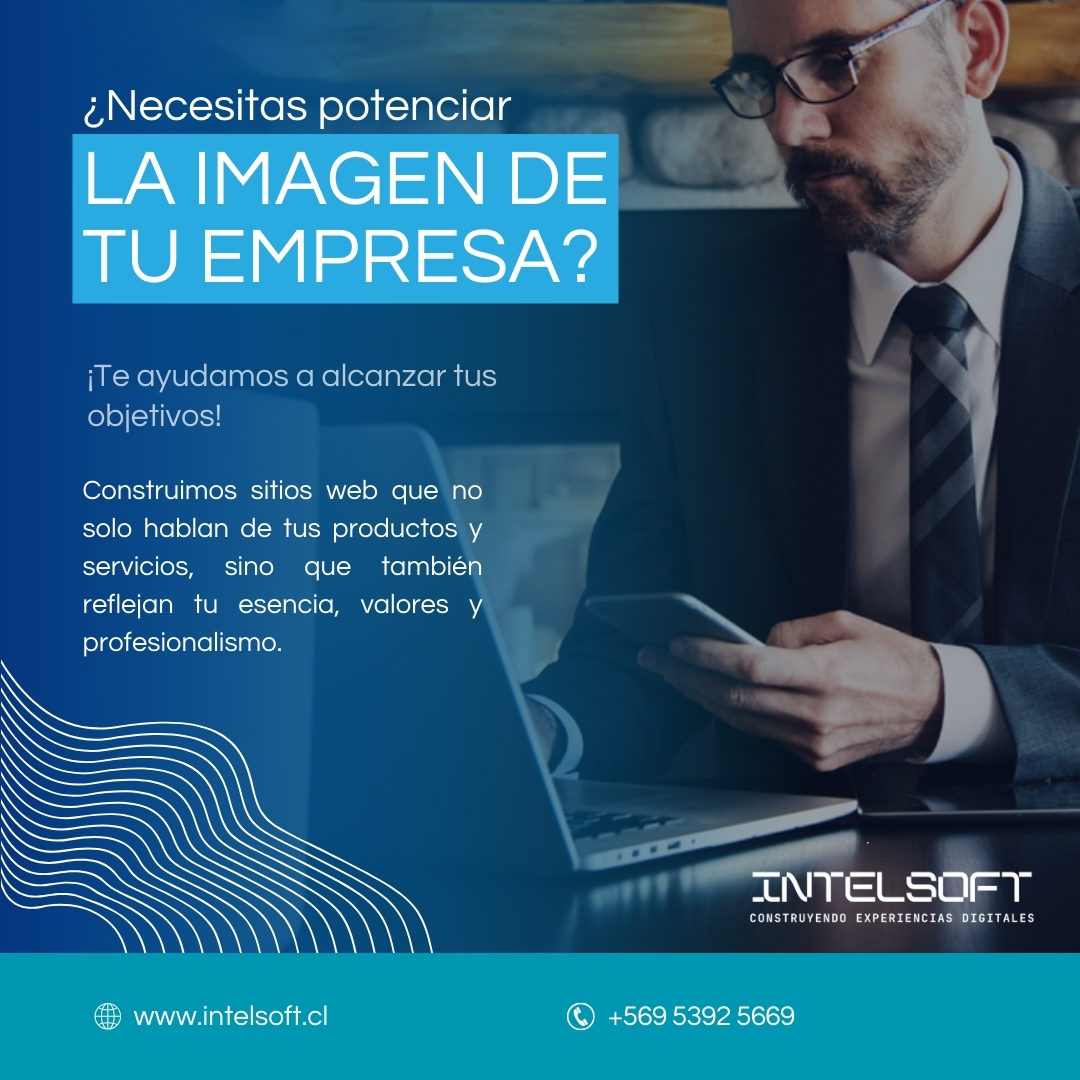 ¿Necesitas potenciar
LA IMAGEN DE
TU EMPRESA?
¡Te ayudamos a alcanzar tus
objetivos!
Construimos sitios web que no
solo hablan de tus productos y
servicios, sino que también
reflejan tu esencia, valores y
profesionalismo.
INTELSOFT
CONSTRUYENDO EXPERIENCIAS DIGITALES
www.intelsoft.cl
+569 5392 5669